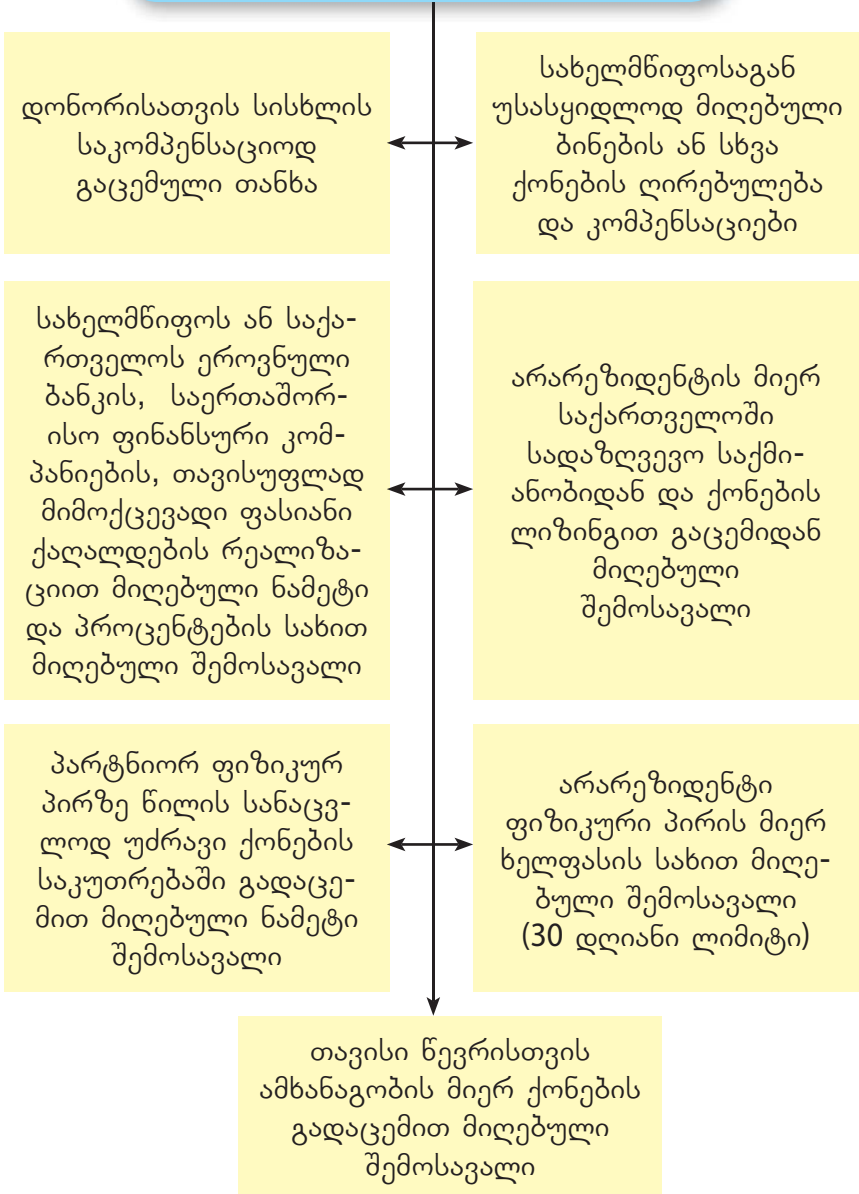 დონორისათვის სისხლის
საკომპენსაციოდ
გაცემული თანხა
სახელმწიფოსაგან
უსასყიდლოდ მიღებული
ბინების ან სხვა
ქონების ღირებულება
და კომპენსაციები
სახელმწიფოს ან საქა-
რთველოს ეროვნული
ბანკის, საერთაშორ-
ისო ფინანსური კომ-
პანიების, თავისუფლად
მიმოქცევადი ფასიანი
ქაღალდების რეალიზა-
ციით მიღებული ნამეტი
და პროცენტების სახით
მიღებული შემოსავალი
არარეზიდენტის მიერ
საქართველოში
სადაზღვევო საქმი-
ანობიდან და ქონების
ლიზინგით გაცემიდან
მიღებული
შემოსავალი
პარტნიორ ფიზიკურ
პირზე წილის სანაცვ-
ლოდ უძრავი ქონების
საკუთრებაში გადაცე-
მით მიღებული ნამეტი
შემოსავალი
არარეზიდენტი
ფიზიკური პირის მიერ
ხელფასის სახით მიღე-
ბული შემოსავალი
(30 დღიანი ლიმიტი)
თავისი წევრისთვის
ამხანაგობის მიერ ქონების
გადაცემით მიღებული
შემოსავალი